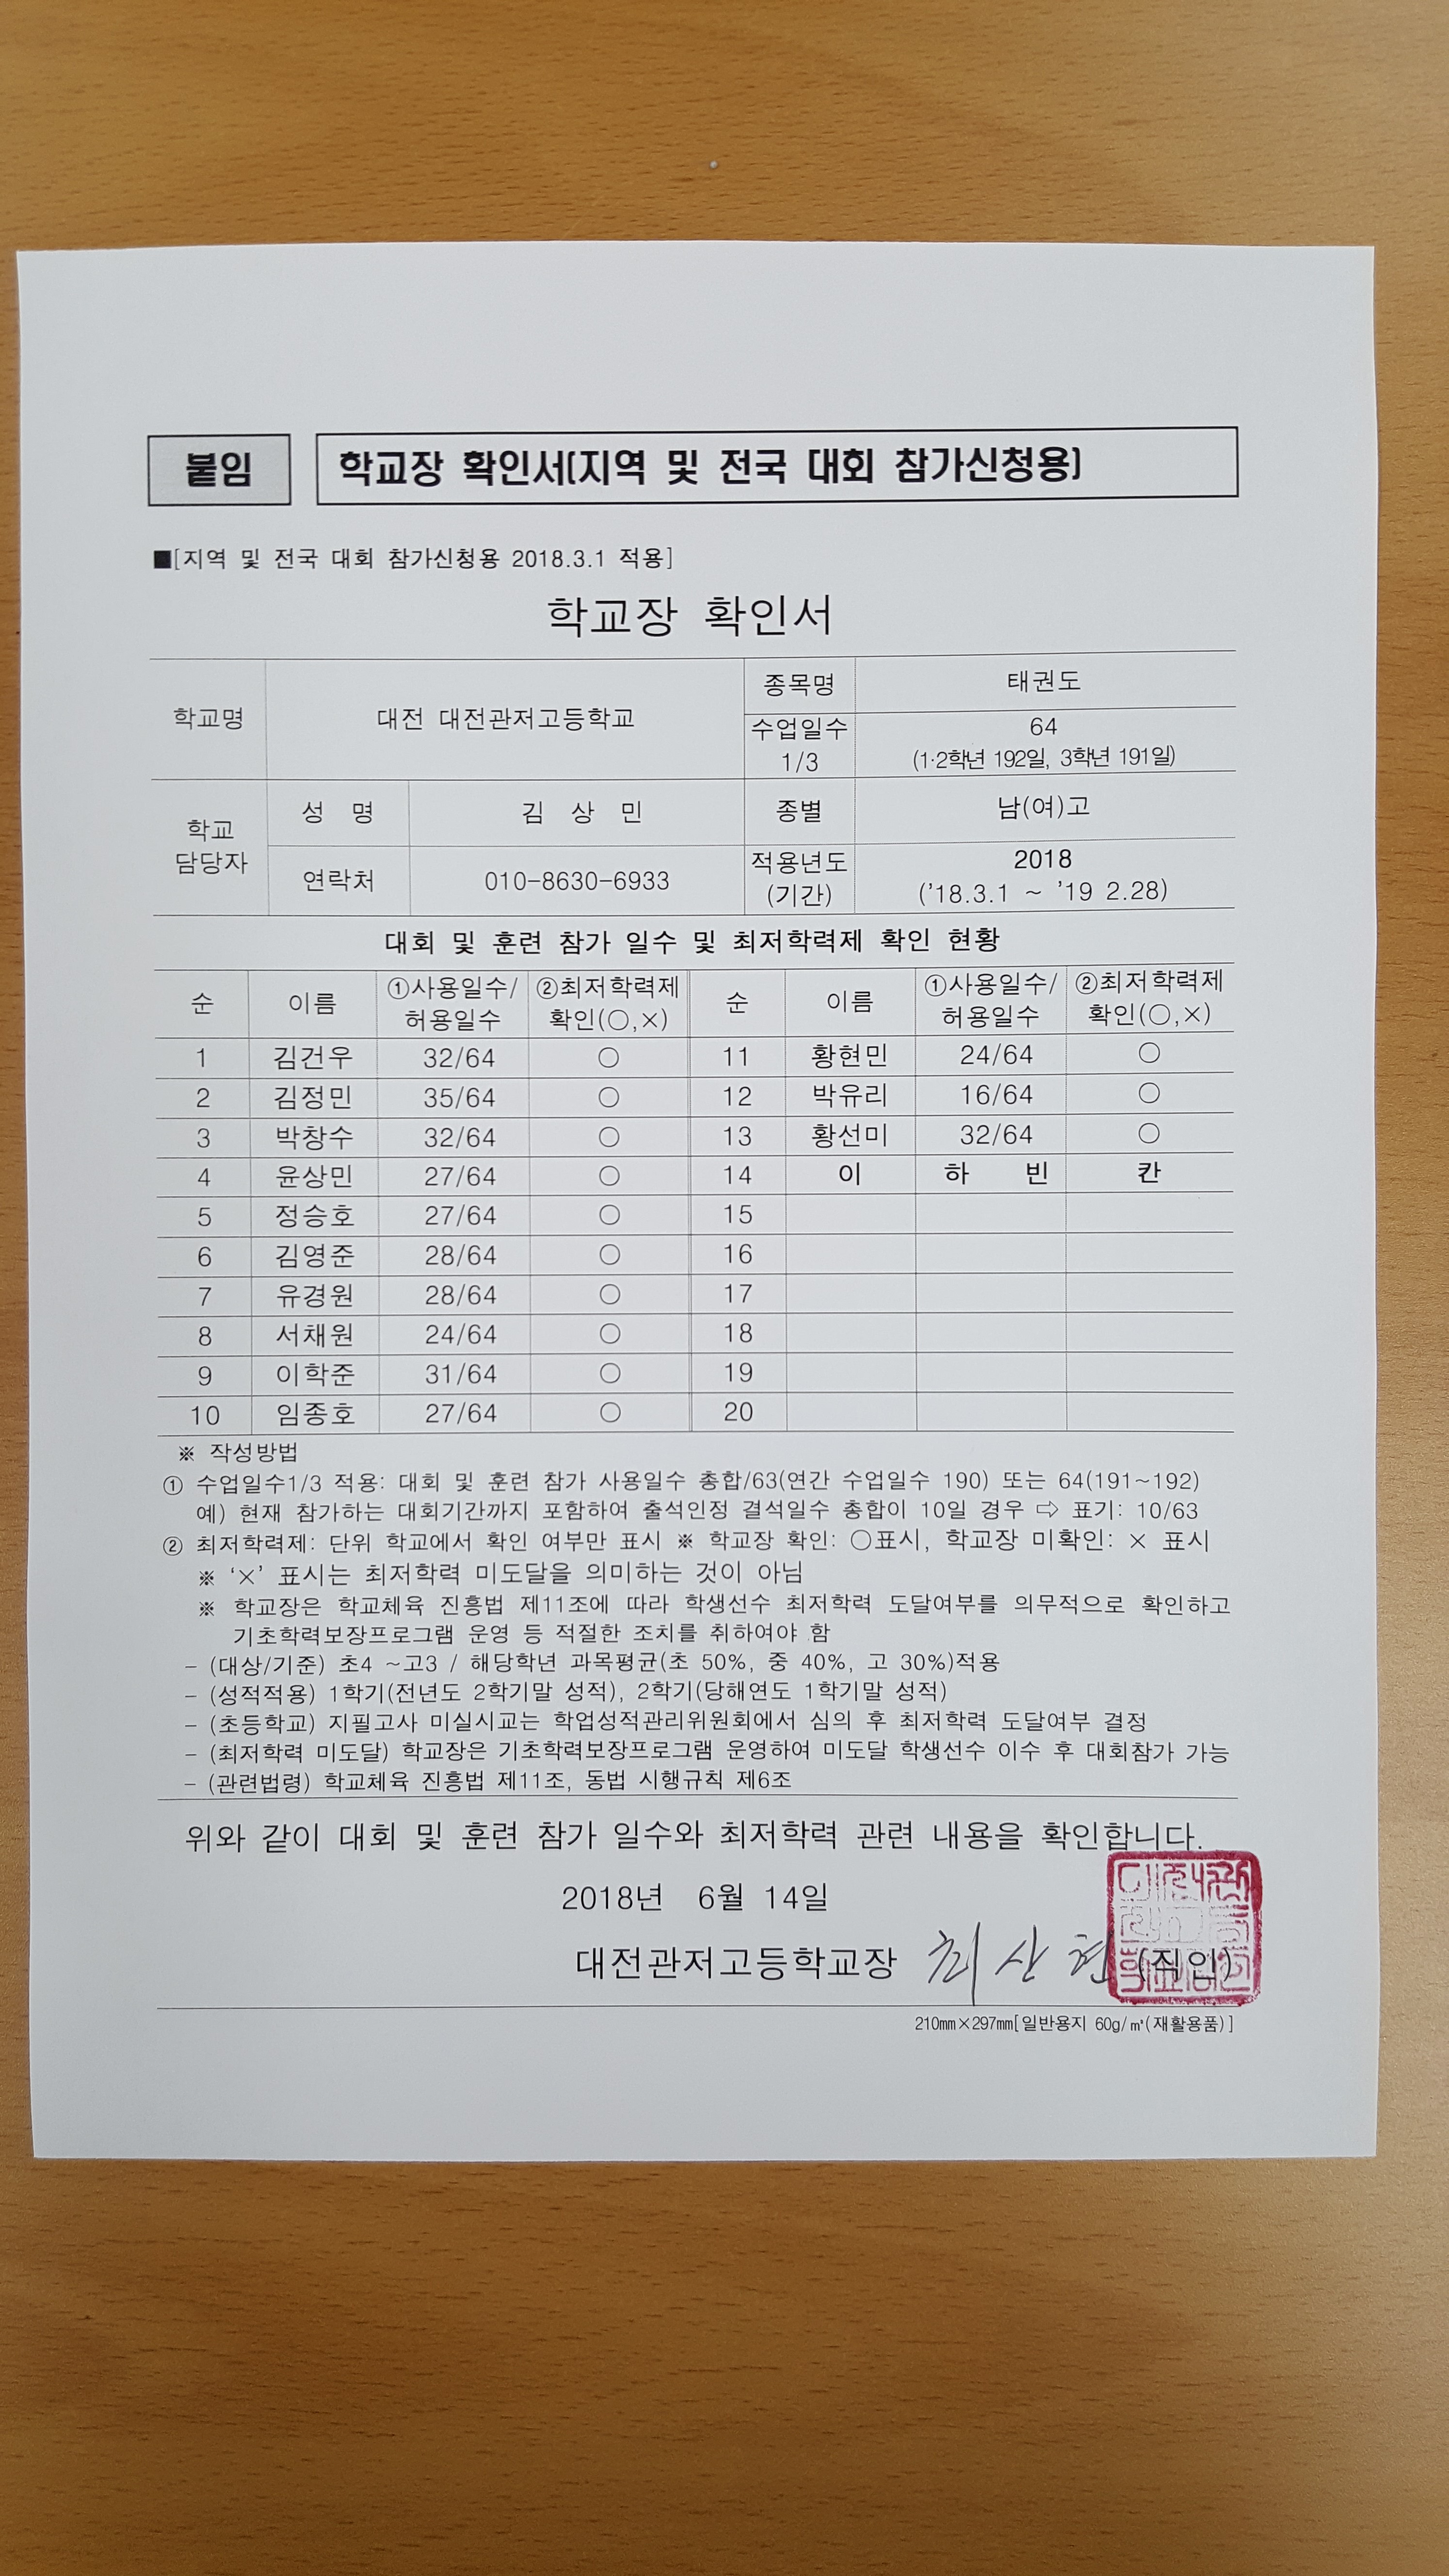 붙임 학교장 확인서(지역 및 전국 대회 참가신청용)
■[지역 및 전국 대회 참가신청용 2018.3.1 적용]
학교장 확인서
학교명 대전 대전관저고등학교 종목명 태권도
수업일수 1/3 64 (1·2학년 192일, 3학년 191일)
학교 담당자 성 명 김 상 민 종별 남(여)고
연락처 010-8630-6933 적용년도 (기간) 2018 ('18.3.1 ~ '19 2.28)
대회 및 훈련 참가 일수 및 최저학력제 확인 현황
순 이름 ①사용일수/허용일수 ②최저학력제 확인(○,×) 순 이름 ①사용일수/허용일수 ②최저학력제 확인(○,×)
1 김건우 32/64 ○ 11 황현민 24/64 ○
2 김정민 35/64 ○ 12 박유리 16/64 ○
3 박창수 32/64 ○ 13 황선미 32/64 ○
4 윤상민 27/64 ○ 14 이 하 빈 칸
5 정승호 27/64 ○ 15
6 김영준 28/64 ○ 16
7 유경원 28/64 ○ 17
8 서채원 24/64 ○ 18
9 이학준 31/64 ○ 19
10 임종호 27/64 ○ 20
※ 작성방법
① 수업일수1/3 적용: 대회 및 훈련 참가 사용일수 총합/63(연간 수업일수 190) 또는 64(191~192)
예) 현재 참가하는 대회기간까지 포함하여 출석인정 결석일수 총합이 10일 경우 ⇨ 표기: 10/63
② 최저학력제: 단위 학교에서 확인 여부만 표시 ※ 학교장 확인: ○표시, 학교장 미확인: × 표시
※ '×' 표시는 최저학력 미도달을 의미하는 것이 아님
※ 학교장은 학교체육 진흥법 제11조에 따라 학생선수 최저학력 도달여부를 의무적으로 확인하고
기초학력보장프로그램 운영 등 적절한 조치를 취하여야 함
- (대상/기준) 초4 ~고3 / 해당학년 과목평균(초 50%, 중 40%, 고 30%)적용
- (성적적용) 1학기(전년도 2학기말 성적), 2학기(당해연도 1학기말 성적)
- (초등학교) 지필고사 미실시교는 학업성적관리위원회에서 심의 후 최저학력 도달여부 결정
- (최저학력 미도달) 학교장은 기초학력보장프로그램 운영하여 미도달 학생선수 이수 후 대회참가 가능
- (관련법령) 학교체육 진흥법 제11조, 동법 시행규칙 제6조
위와 같이 대회 및 훈련 참가 일수와 최저학력 관련 내용을 확인합니다.
2018년 6월 14일
대전관저고등학교장 (직인)
210㎜×297㎜[일반용지 60g/㎡(재활용품)]